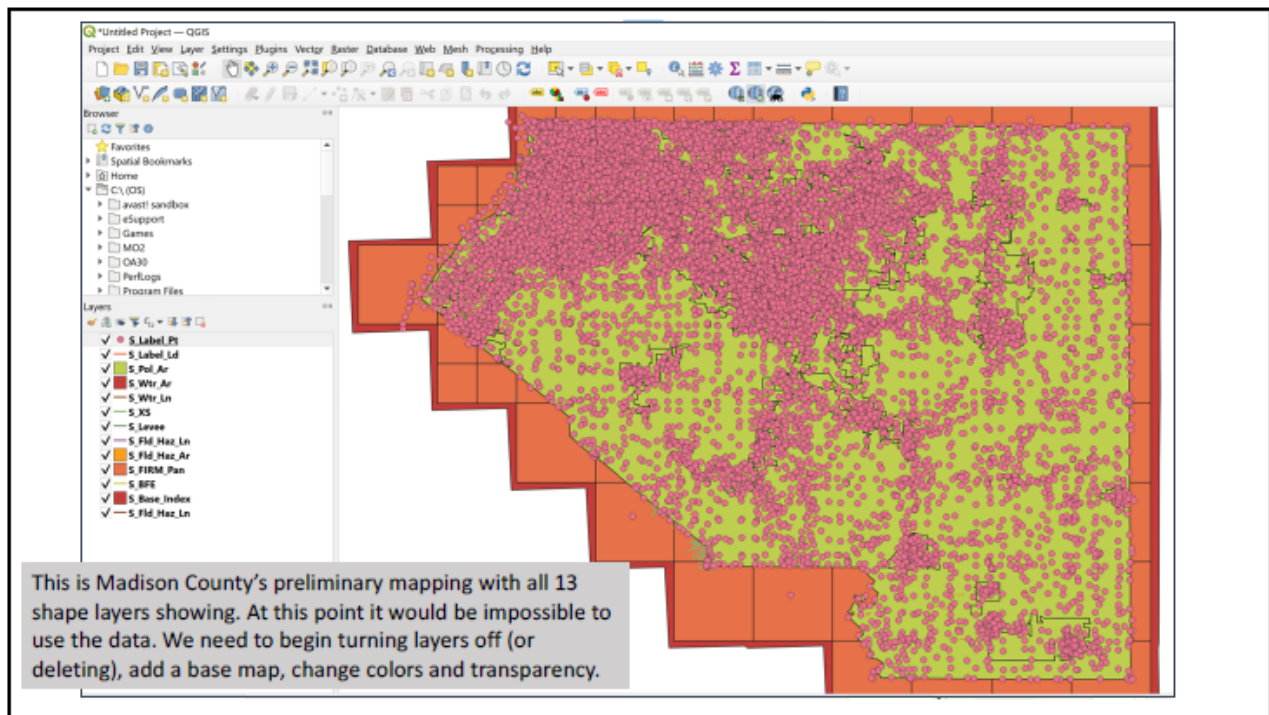 *Untitled Project — QGIS
Project Edit View Layer Settings Plugins Vector Raster Database Web Mesh Processing Help
Browser
Favorites
Spatial Bookmarks
Home
C:\ (OS)
avast! sandbox
eSupport
Games
MO2
OA30
PerfLogs
Program Files
Layers
S_Label_Pt
S_Label_Ld
S_Pol_Ar
S_Wtr_Ar
S_Wtr_Ln
S_XS
S_Levee
S_Fld_Haz_Ln
S_Fld_Haz_Ar
S_FIRM_Pan
S_BFE
S_Base_Index
S_Fld_Haz_Ln
This is Madison County's preliminary mapping with all 13
shape layers showing. At this point it would be impossible to
use the data. We need to begin turning layers off (or
deleting), add a base map, change colors and transparency.